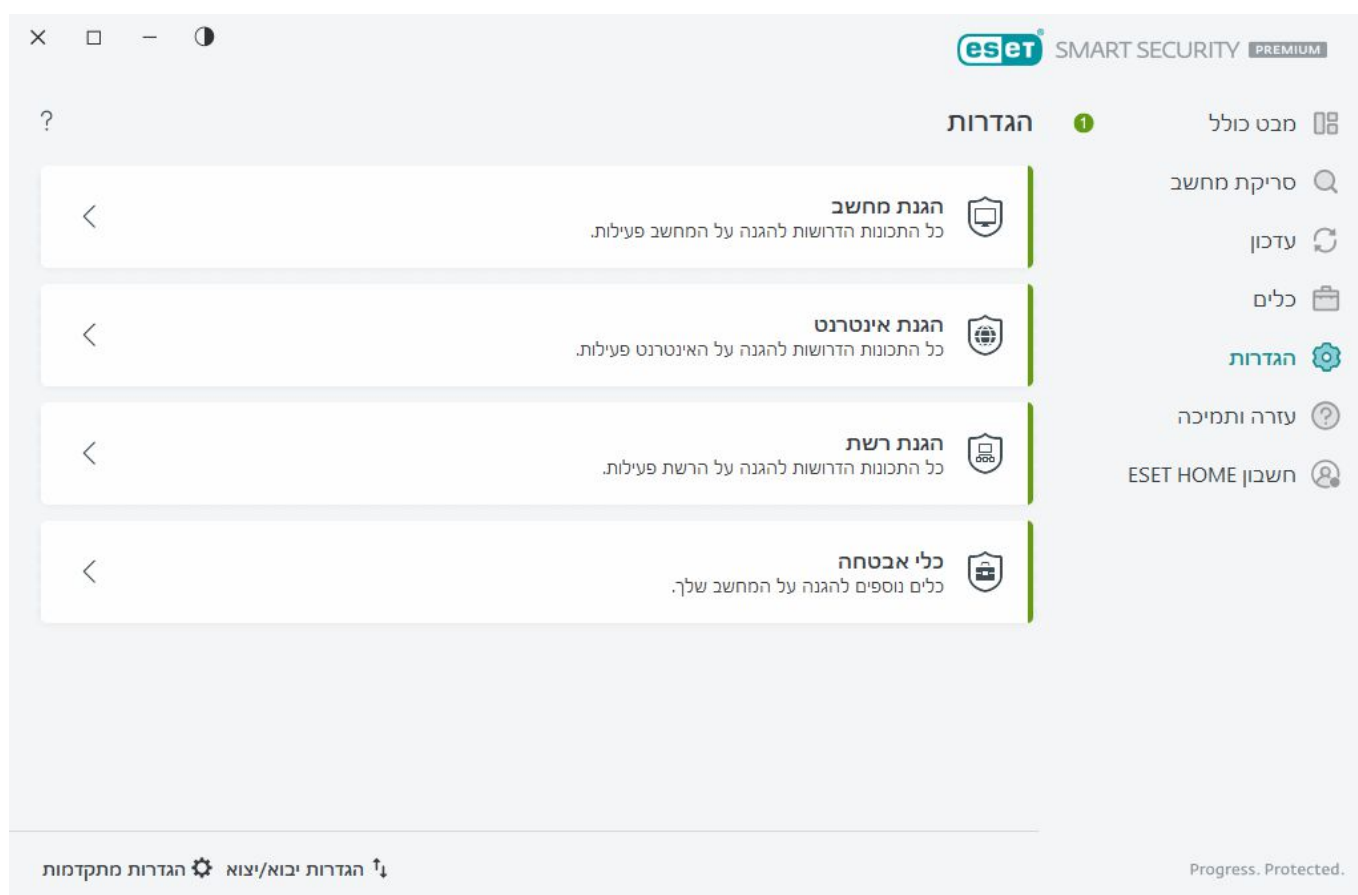 eset® SMART SECURITY PREMIUM
מבט כולל 1
סריקת מחשב
עדכון
כלים
הגדרות
עזרה ותמיכה
חשבון ESET HOME
הגדרות ?
הגנת מחשב
כל התכונות הדרושות להגנה על המחשב פעילות.
הגנת אינטרנט
כל התכונות הדרושות להגנה על האינטרנט פעילות.
הגנת רשת
כל התכונות הדרושות להגנה על הרשת פעילות.
כלי אבטחה
כלים נוספים להגנה על המחשב שלך.
Progress. Protected.
הגדרות יבוא/יצוא הגדרות מתקדמות